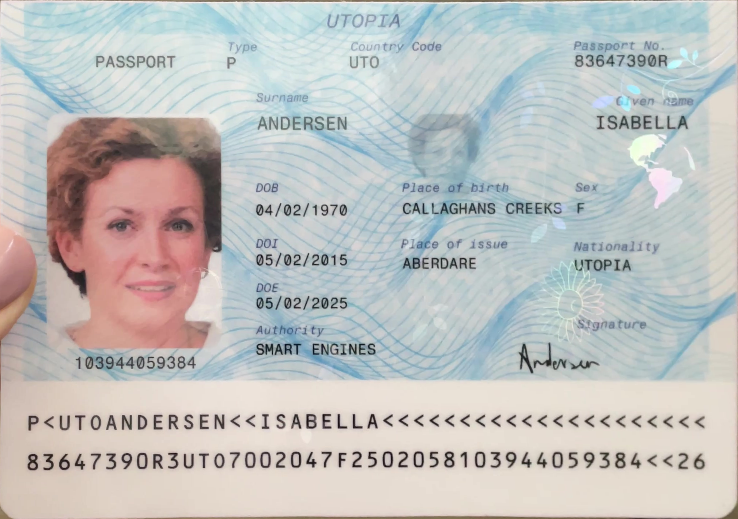 UTOPIA
Type Country Code Passport No.
PASSPORT P UTO 83647390R
Surname Given name
ANDERSEN ISABELLA
DOB Place of birth Sex
04/02/1970 CALLAGHANS CREEKS F
DOI Place of issue Nationality
05/02/2015 ABERDARE UTOPIA
DOE
05/02/2025
Authority Signature
SMART ENGINES Andersen
103944059384
P<UTOANDERSEN<<ISABELLA<<<<<<<<<<<<<<<<<<<<<
83647390R3UTO7002047F2502058103944059384<<26